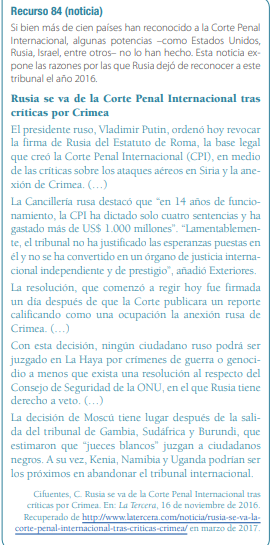 Recurso 84 (noticia)
Si bien más de cien países han reconocido a la Corte Penal
Internacional, algunas potencias –como Estados Unidos,
Rusia, Israel, entre otros– no lo han hecho. Esta noticia ex-
pone las razones por las que Rusia dejó de reconocer a este
tribunal el año 2016.
Rusia se va de la Corte Penal Internacional tras
críticas por Crimea
El presidente ruso, Vladimir Putin, ordenó hoy revocar
la firma de Rusia del Estatuto de Roma, la base legal
que creó la Corte Penal Internacional (CPI), en medio
de las críticas sobre los ataques aéreos en Siria y la ane-
xión de Crimea. (…)
La Cancillería rusa destacó que “en 14 años de funcio-
namiento, la CPI ha dictado solo cuatro sentencias y ha
gastado más de US$ 1.000 millones”. “Lamentablemen-
te, el tribunal no ha justificado las esperanzas puestas en
él y no se ha convertido en un órgano de justicia interna-
cional independiente y de prestigio”, añadió Exteriores.
La resolución, que comenzó a regir hoy fue firmada
un día después de que la Corte publicara un reporte
calificando como una ocupación la anexión rusa de
Crimea. (…)
Con esta decisión, ningún ciudadano ruso podrá ser
juzgado en La Haya por crímenes de guerra o genoci-
dio a menos que exista una resolución al respecto del
Consejo de Seguridad de la ONU, en el que Rusia tiene
derecho a veto. (…)
La decisión de Moscú tiene lugar después de la sali-
da del tribunal de Gambia, Sudáfrica y Burundi, que
estimaron que “jueces blancos” juzgan a ciudadanos
negros. A su vez, Kenia, Namibia y Uganda podrían ser
los próximos en abandonar el tribunal internacional.
Cifuentes, C. Rusia se va de la Corte Penal Internacional tras
críticas por Crimea. En: La Tercera, 16 de noviembre de 2016.
Recuperado de http://www.latercera.com/noticia/rusia-se-va-la-
corte-penal-internacional-tras-criticas-crimea/ en marzo de 2017.